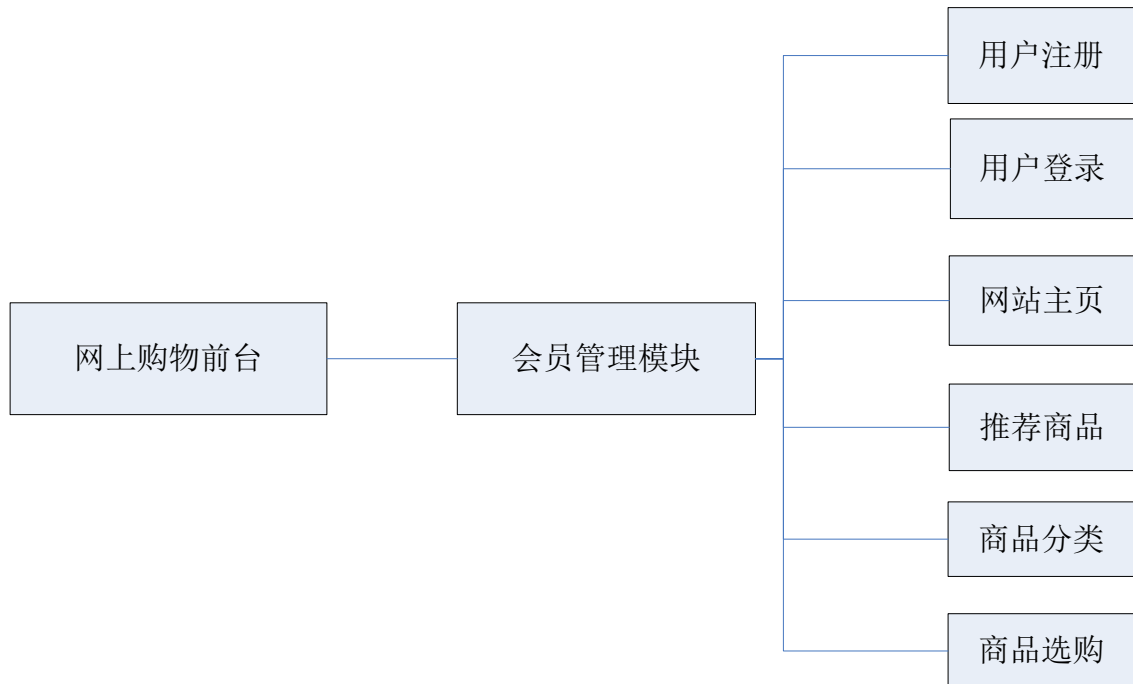 网上购物前台
会员管理模块
用户注册
用户登录
网站主页
推荐商品
商品分类
商品选购